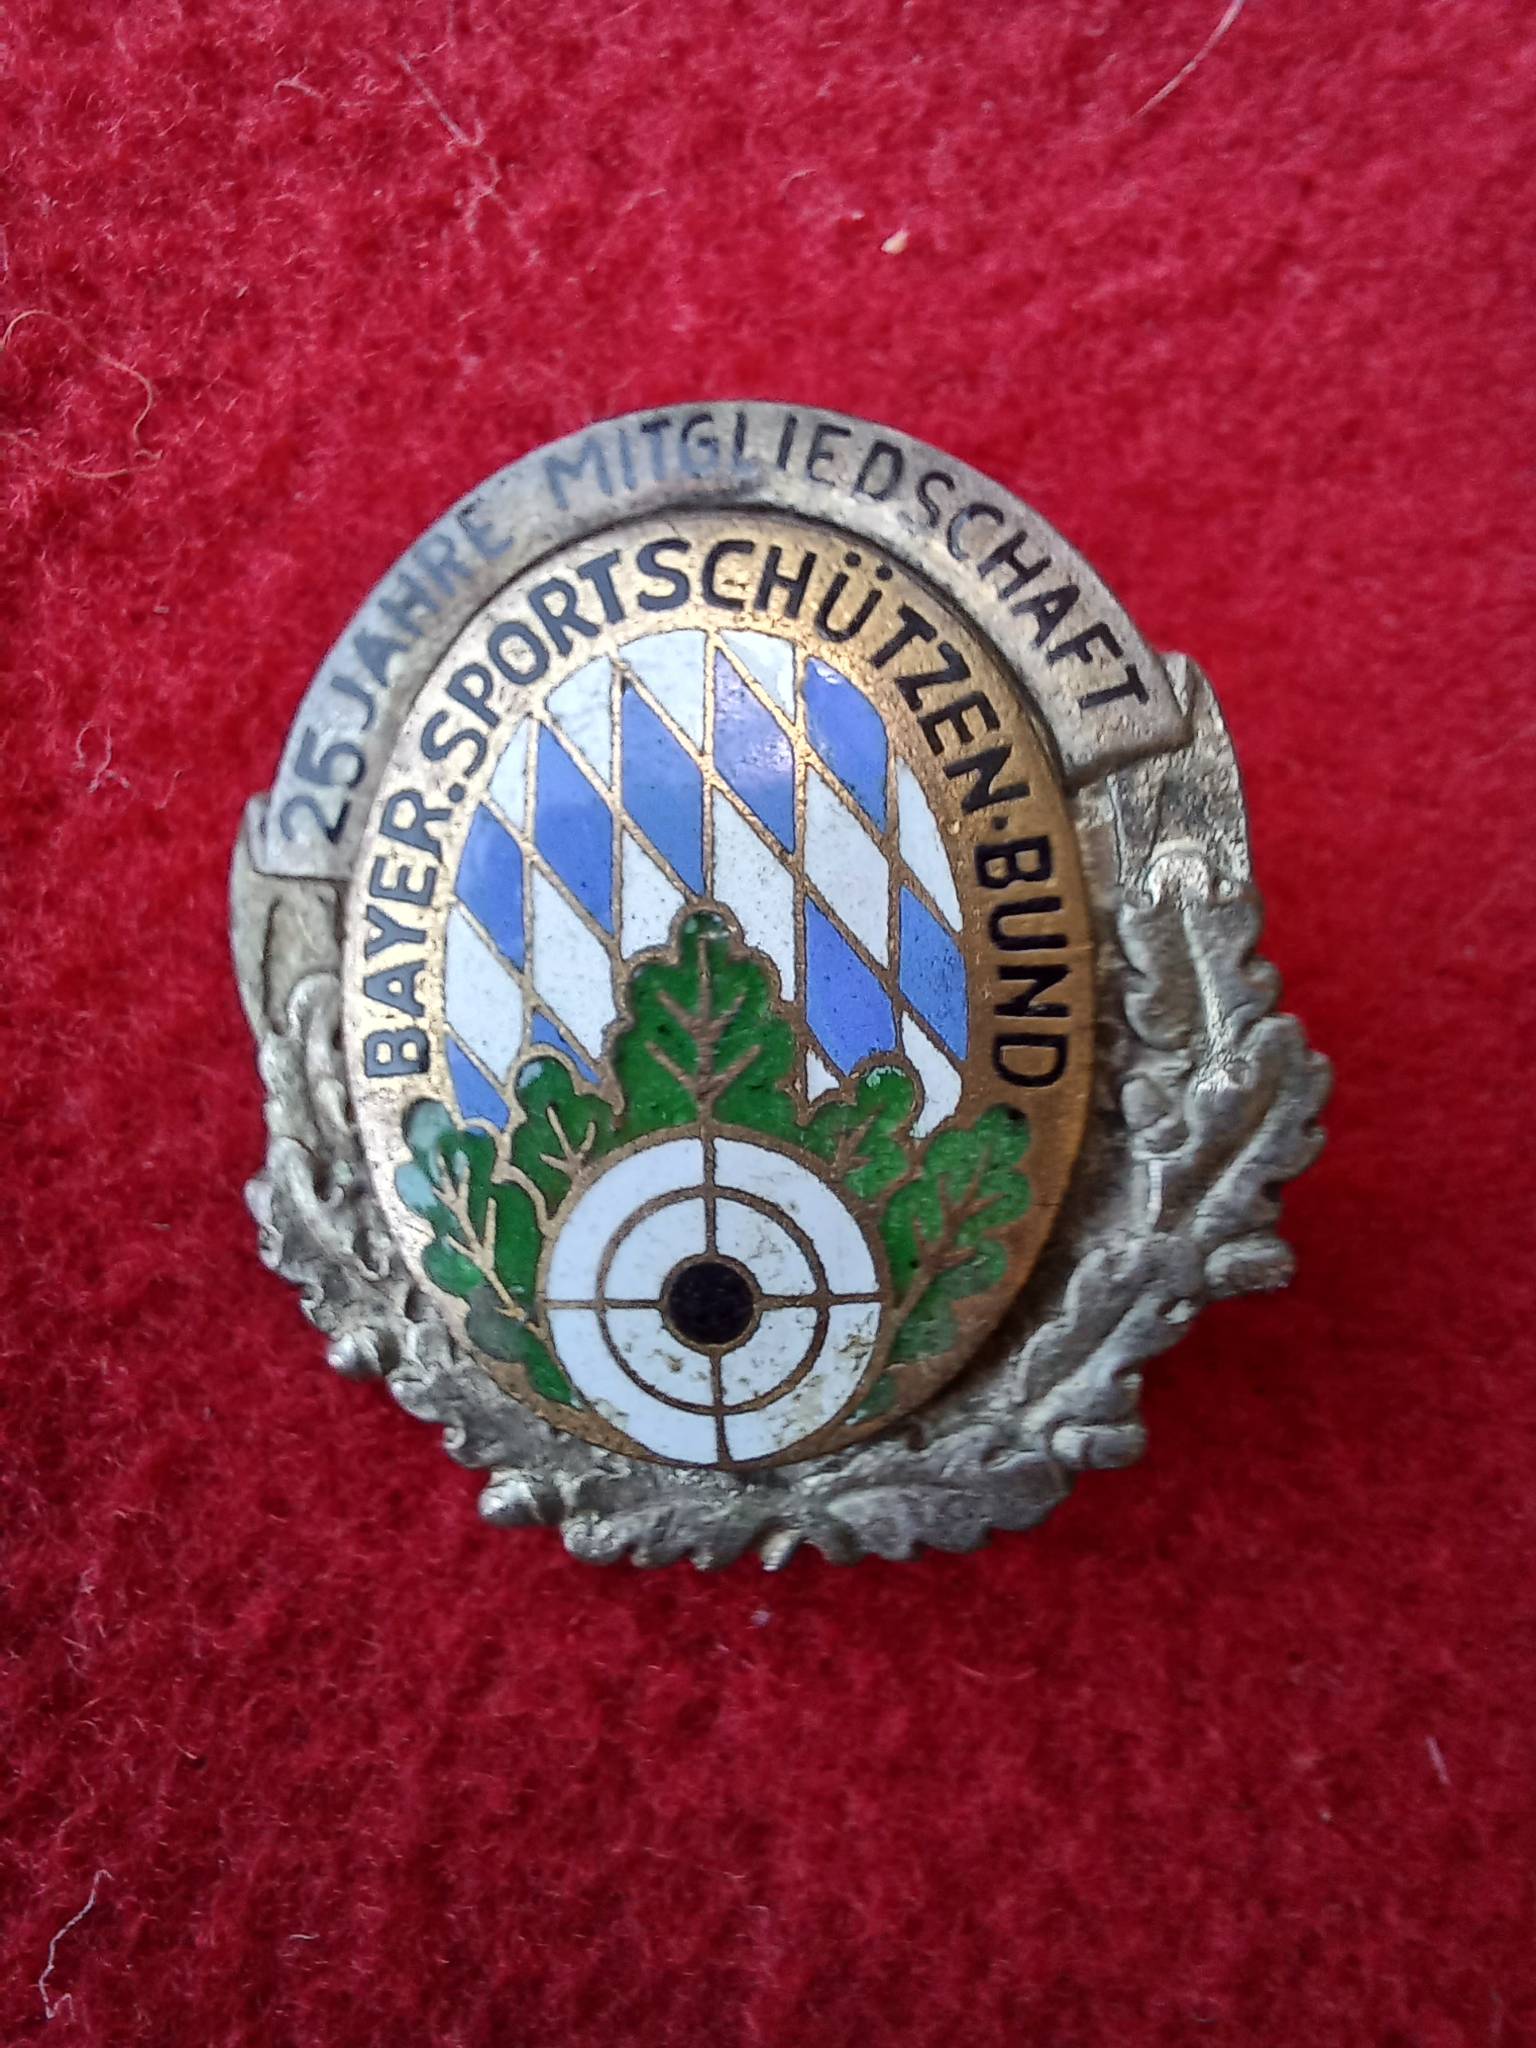 25 JAHRE MITGLIEDSCHAFT
BAYER. SPORTSCHÜTZEN·BUND